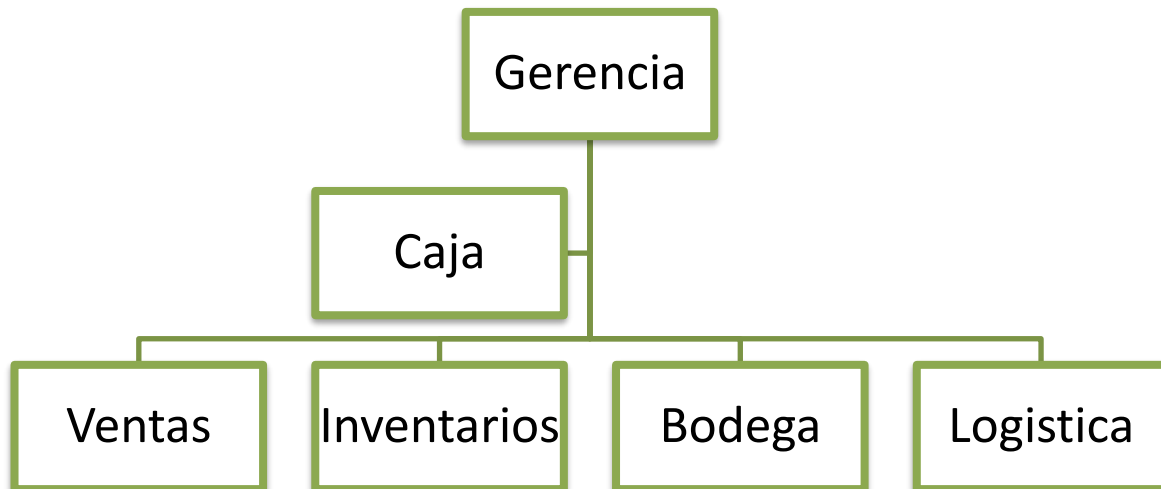 Gerencia
Caja
Ventas
Inventarios
Bodega
Logistica